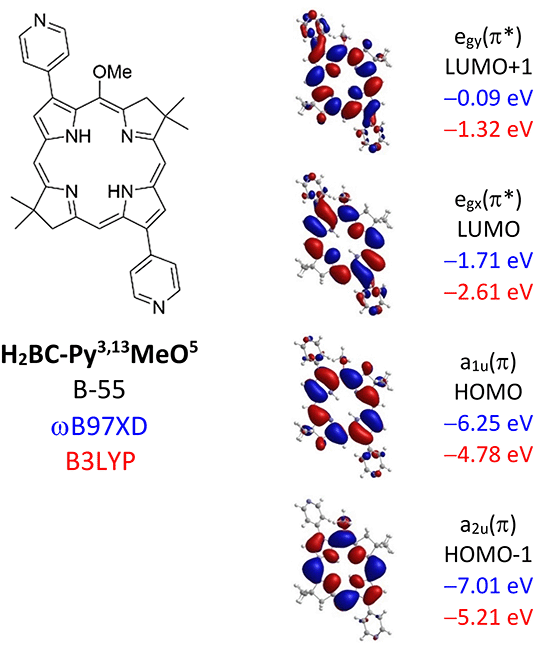 N
OMe
NH
N
N
HN
N
H₂BC-Py³,¹³MeO⁵
B-55
ωB97XD
B3LYP
e_gy(π*)
LUMO+1
−0.09 eV
−1.32 eV
e_gx(π*)
LUMO
−1.71 eV
−2.61 eV
a₁ᵤ(π)
HOMO
−6.25 eV
−4.78 eV
a₂ᵤ(π)
HOMO-1
−7.01 eV
−5.21 eV